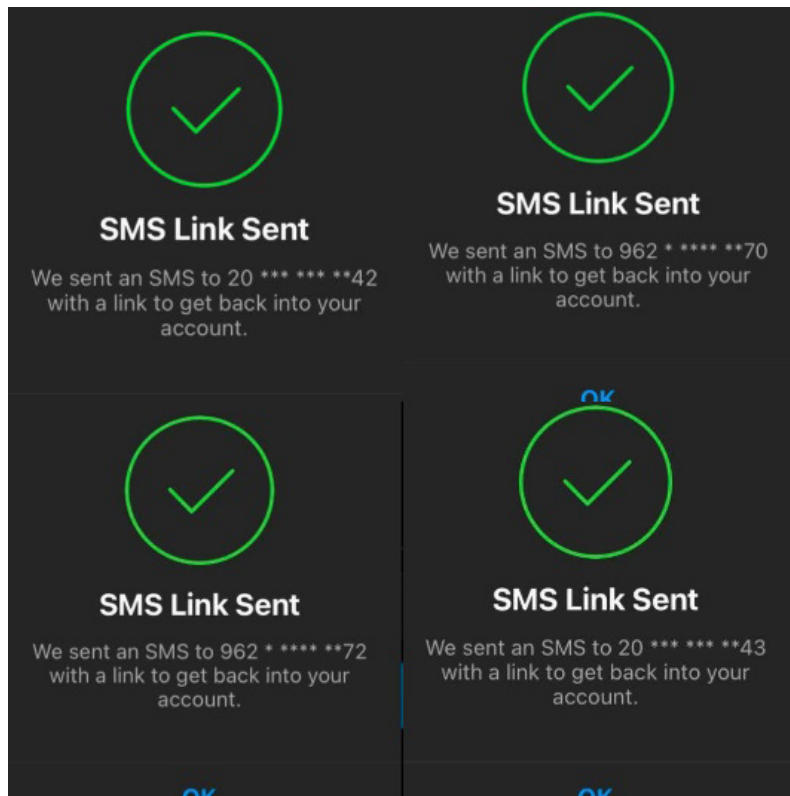 SMS Link Sent
We sent an SMS to 20 *** *** **42
with a link to get back into your
account.
SMS Link Sent
We sent an SMS to 962 * **** **70
with a link to get back into your
account.
OK
SMS Link Sent
We sent an SMS to 962 * **** **72
with a link to get back into your
account.
OK
SMS Link Sent
We sent an SMS to 20 *** *** **43
with a link to get back into your
account.
OK